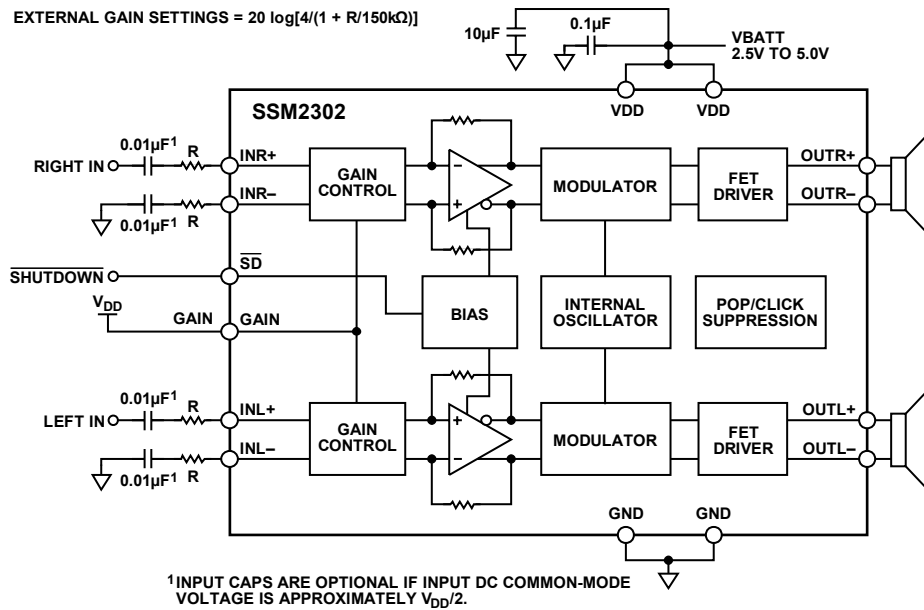 EXTERNAL GAIN SETTINGS = 20 log[4/(1 + R/150kΩ)]
10µF
0.1µF
VBATT
2.5V TO 5.0V
VDD
VDD
SSM2302
0.01µF¹
R
RIGHT IN
INR+
INR–
0.01µF¹
R
GAIN
CONTROL
MODULATOR
FET
DRIVER
OUTR+
OUTR–
SHUTDOWN
SD
VDD
GAIN
GAIN
BIAS
INTERNAL
OSCILLATOR
POP/CLICK
SUPPRESSION
0.01µF¹
R
LEFT IN
INL+
INL–
0.01µF¹
R
GAIN
CONTROL
MODULATOR
FET
DRIVER
OUTL+
OUTL–
GND
GND
¹INPUT CAPS ARE OPTIONAL IF INPUT DC COMMON-MODE
VOLTAGE IS APPROXIMATELY VDD/2.